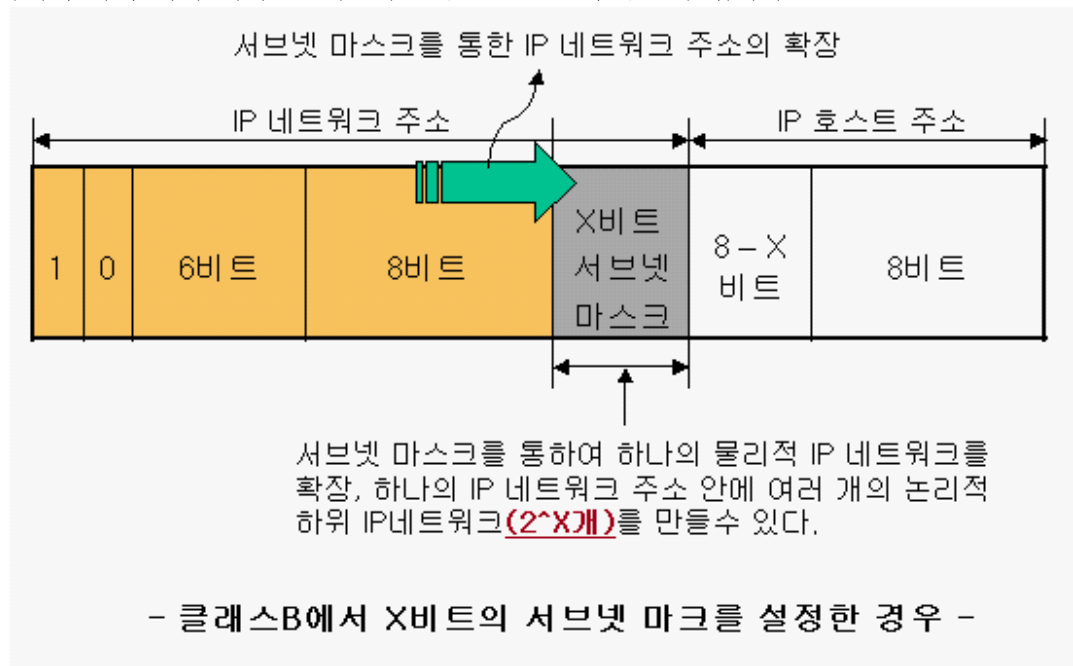 서브넷 마스크를 통한 IP 네트워크 주소의 확장
IP 네트워크 주소
IP 호스트 주소
1
0
6비트
8비트
X비트
서브넷
마스크
8 – X
비트
8비트
서브넷 마스크를 통하여 하나의 물리적 IP 네트워크를
확장, 하나의 IP 네트워크 주소 안에 여러 개의 논리적
하위 IP네트워크(2^X개)를 만들수 있다.
– 클래스B에서 X비트의 서브넷 마크를 설정한 경우 –